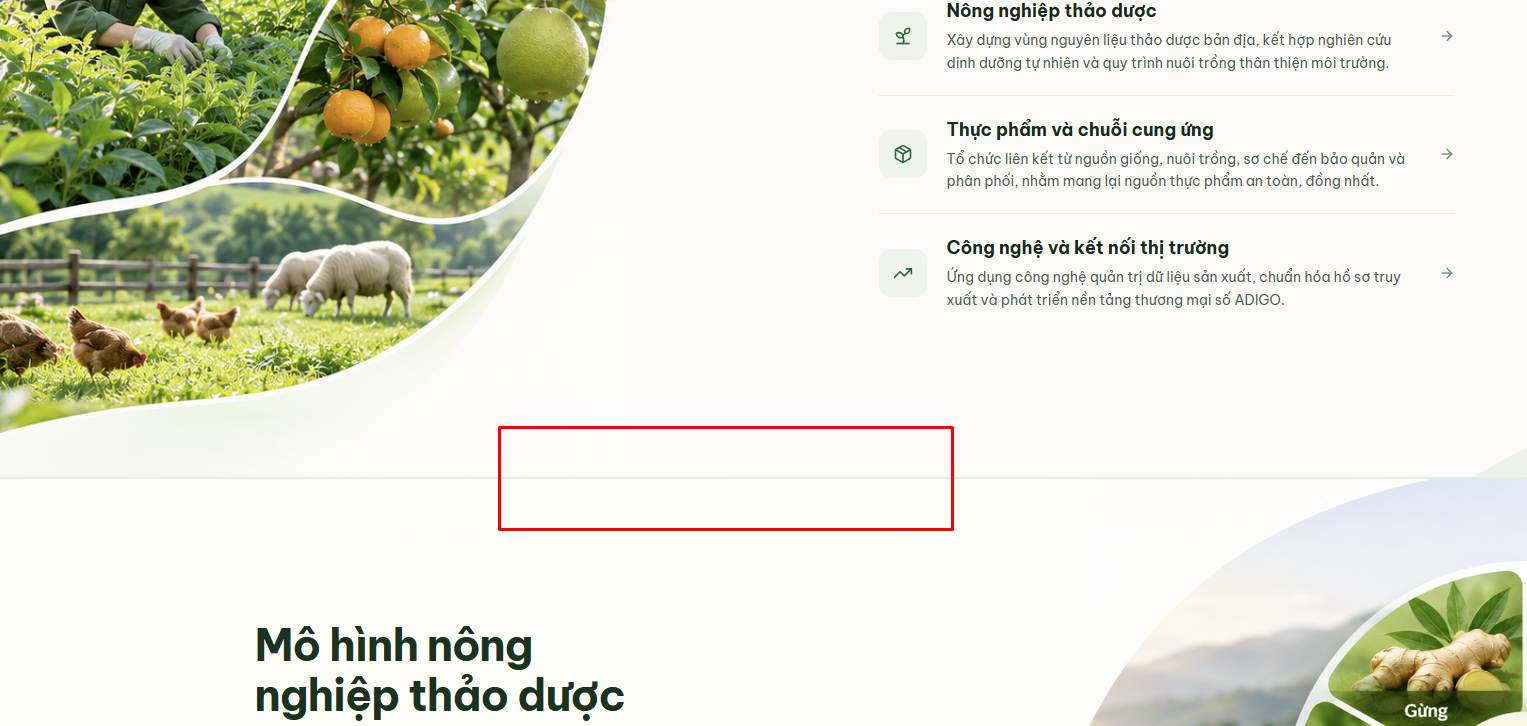 Nông nghiệp thảo dược
Xây dựng vùng nguyên liệu thảo dược bản địa, kết hợp nghiên cứu
dinh dưỡng tự nhiên và quy trình nuôi trồng thân thiện môi trường.
Thực phẩm và chuỗi cung ứng
Tổ chức liên kết từ nguồn giống, nuôi trồng, sơ chế đến bảo quản và
phân phối, nhằm mang lại nguồn thực phẩm an toàn, đồng nhất.
Công nghệ và kết nối thị trường
Ứng dụng công nghệ quản trị dữ liệu sản xuất, chuẩn hóa hồ sơ truy
xuất và phát triển nền tảng thương mại số ADIGO.
Mô hình nông
nghiệp thảo dược
Gừng